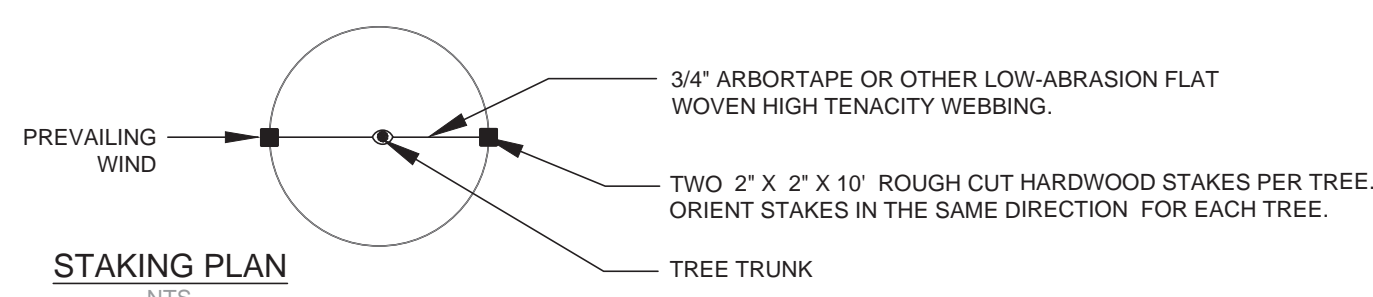 3/4" ARBORTAPE OR OTHER LOW-ABRASION FLAT
WOVEN HIGH TENACITY WEBBING.
PREVAILING
WIND
TWO 2" X 2" X 10' ROUGH CUT HARDWOOD STAKES PER TREE.
ORIENT STAKES IN THE SAME DIRECTION FOR EACH TREE.
TREE TRUNK
STAKING PLAN
NTS